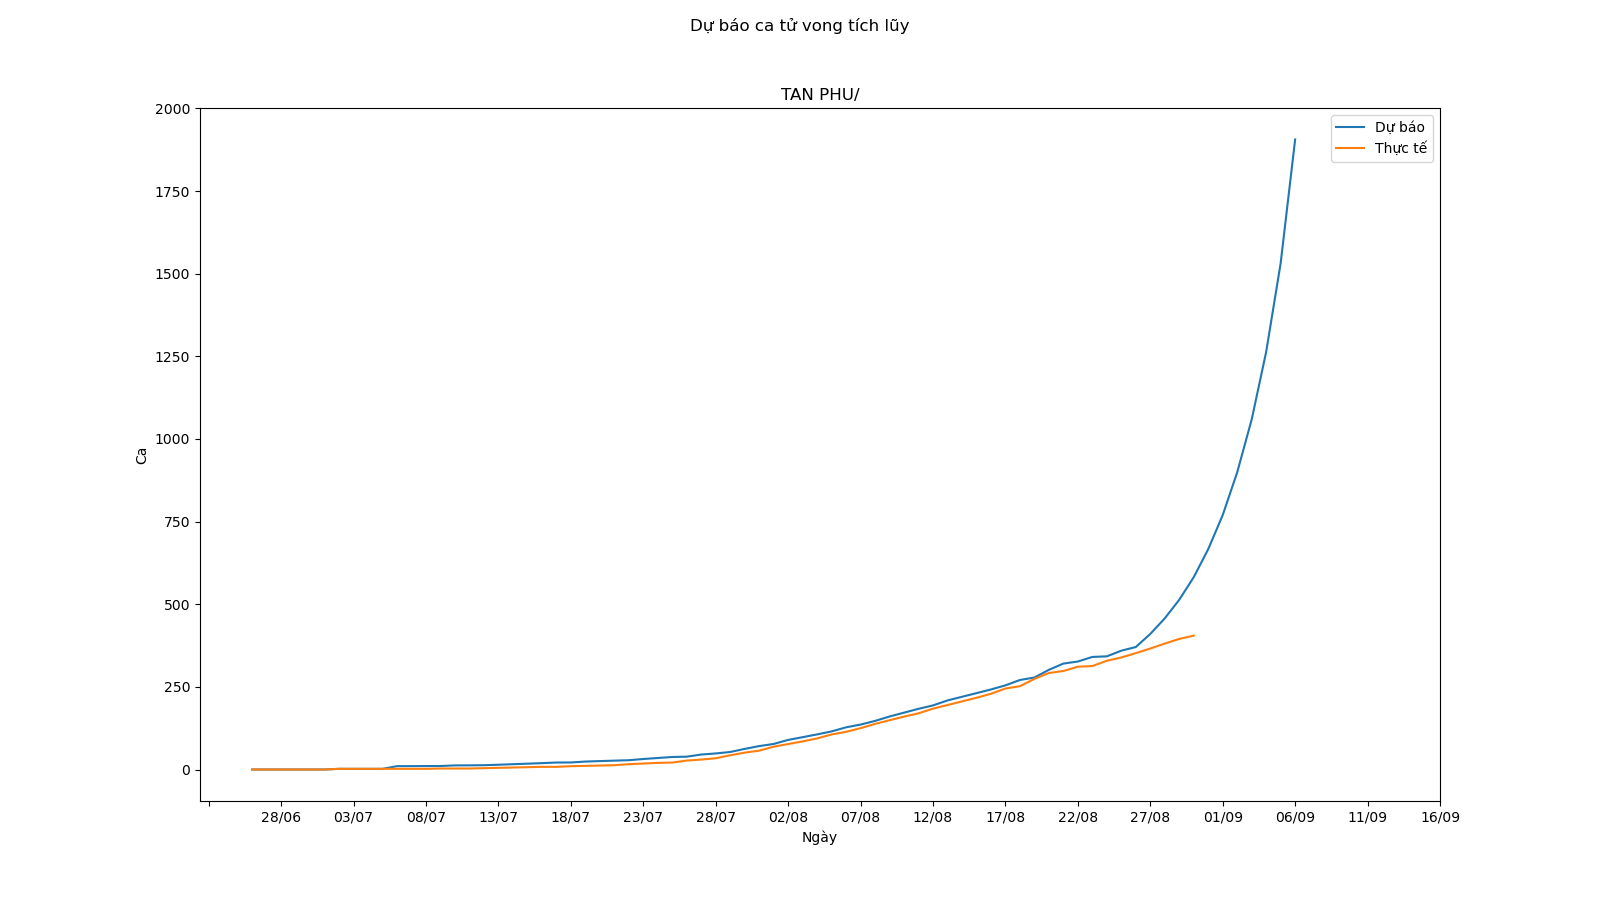 Dự báo ca tử vong tích lũy
TAN PHU/
2000
1750
1500
1250
1000
750
500
250
0
Ca
Dự báo
Thực tế
28/06 03/07 08/07 13/07 18/07 23/07 28/07 02/08 07/08 12/08 17/08 22/08 27/08 01/09 06/09 11/09 16/09
Ngày